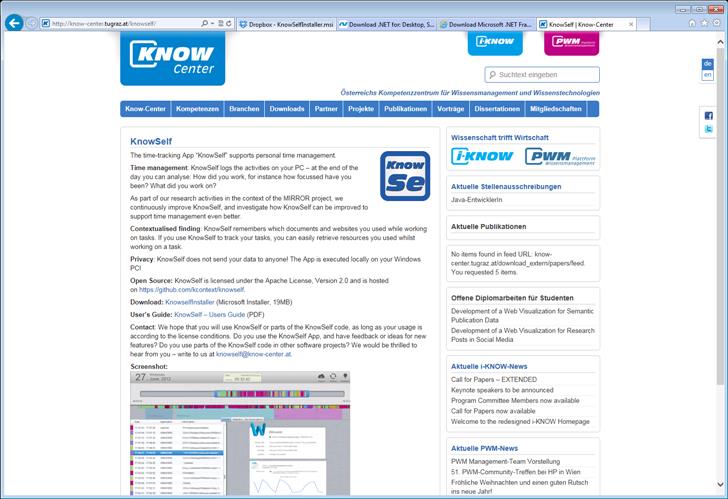 http://know-center.tugraz.at/knowself/
Dropbox - KnowSelfInstaller.msi
Download .NET for: Desktop, S...
Download Microsoft .NET Fra...
KnowSelf | Know-Center
KNOW
Center
i-KNOW
PWM
Suchtext eingeben
de
en
Österreichs Kompetenzzentrum für Wissensmanagement und Wissenstechnologien
Know-Center Kompetenzen Branchen Downloads Partner Projekte Publikationen Vorträge Dissertationen Mitgliedschaften
KnowSelf
The time-tracking App "KnowSelf" supports personal time management.
Time management: KnowSelf logs the activities on your PC – at the end of the
day you can analyse: How did you work, for instance how focussed have you
been? What did you work on?
As part of our research activities in the context of the MIRROR project, we
continuously improve KnowSelf, and investigate how KnowSelf can be improved to
support time management even better.
Know
Se
Contextualised finding: KnowSelf remembers which documents and websites you used while working
on tasks. If you use KnowSelf to track your tasks, you can easily retrieve resources you used whilst
working on a task.
Privacy: KnowSelf does not send your data to anyone! The App is executed locally on your Windows
PC!
Open Source: KnowSelf is licensed under the Apache License, Version 2.0 and is hosted
on https://github.com/kcontext/knowself.
Download: KnowselfInstaller (Microsoft Installer, 19MB)
User's Guide: KnowSelf – Users Guide (PDF)
Contact: We hope that you will use KnowSelf or parts of the KnowSelf code, as long as your usage is
according to the license conditions. Do you use the KnowSelf App, and have feedback or ideas for new
features? Do you use parts of the KnowSelf code in other software projects? We would be thrilled to
hear from you – write to us at knowself@know-center.at.
Screenshot:
27
Wissenschaft trifft Wirtschaft
i-KNOW
PWM Plattform
Wissensmanagement
Aktuelle Stellenausschreibungen
Java-EntwicklerIn
Aktuelle Publikationen
No items found in feed URL: know-
center.tugraz.at/download_extern/papers/feed.
You requested 5 items.
Offene Diplomarbeiten für Studenten
Development of a Web Visualization for Semantic
Publication Data
Development of a Web Visualization for Research
Posts in Social Media
Aktuelle i-KNOW-News
Call for Papers – EXTENDED
Keynote speakers to be announced
Program Committee Members now available
Call for Papers now available
Welcome to the redesigned i-KNOW Homepage
Aktuelle PWM-News
PWM Management-Team Vorstellung
51. PWM-Community-Treffen bei HP in Wien
Fröhliche Weihnachten und einen guten Rutsch
ins neue Jahr!